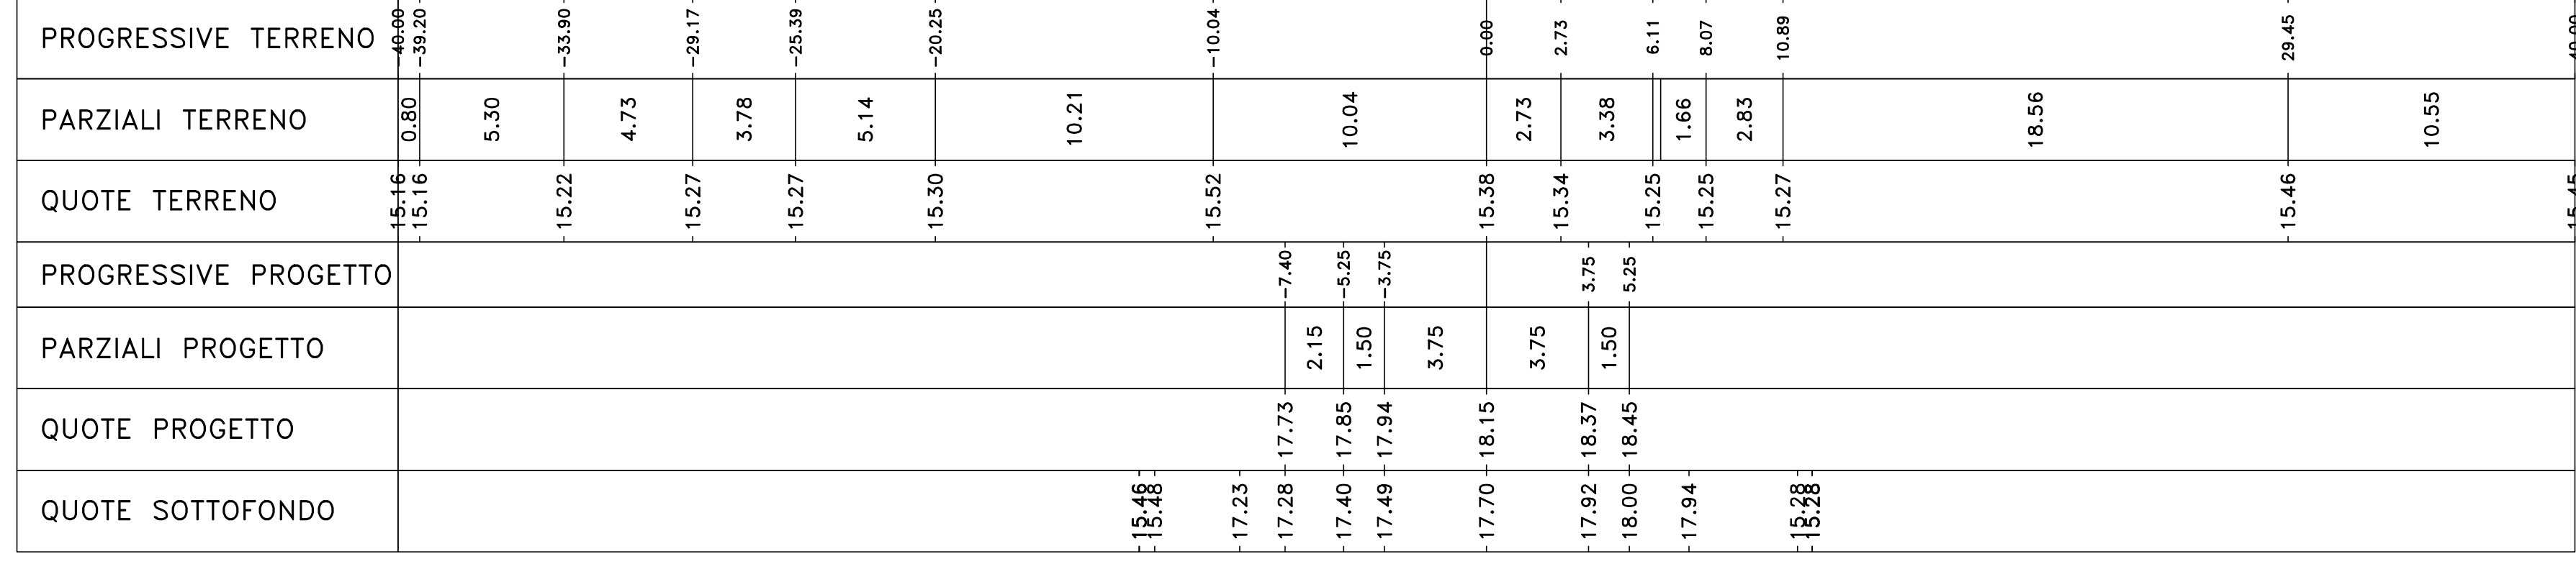 PROGRESSIVE TERRENO -40.00 -39.20 -33.90 -29.17 -25.39 -20.25 -10.04 0.00 2.73 6.11 8.07 10.89 29.45
PARZIALI TERRENO 0.80 5.30 4.73 3.78 5.14 10.21 10.04 2.73 3.38 1.66 2.83 18.56 10.55
QUOTE TERRENO 15.16 15.16 15.22 15.27 15.27 15.30 15.52 15.38 15.34 15.25 15.25 15.27 15.46
PROGRESSIVE PROGETTO -7.40 -5.25 -3.75 3.75 5.25
PARZIALI PROGETTO 2.15 1.50 3.75 3.75 1.50
QUOTE PROGETTO 17.73 17.85 17.94 18.15 18.37 18.45
QUOTE SOTTOFONDO 15.46 15.48 17.23 17.28 17.40 17.49 17.70 17.92 18.00 17.94 15.28 15.28